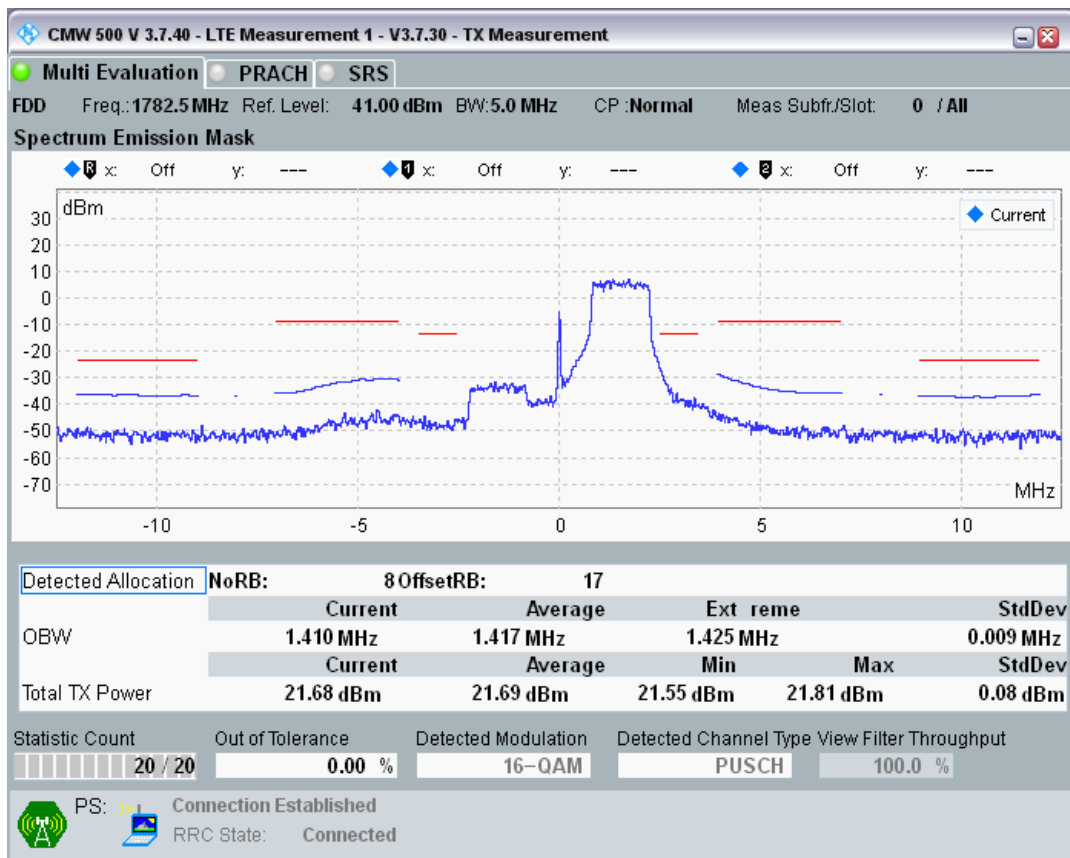 CMW 500 V 3.7.40 - LTE Measurement 1 - V3.7.30 - TX Measurement
Multi Evaluation PRACH SRS
FDD Freq.: 1782.5 MHz Ref. Level: 41.00 dBm BW: 5.0 MHz CP : Normal Meas Subfr./Slot: 0 / All
Spectrum Emission Mask
R x: Off y: --- 1 x: Off y: --- 2 x: Off y: ---
dBm
Current
30
20
10
0
-10
-20
-30
-40
-50
-60
-70
MHz
-10 -5 0 5 10
Detected Allocation NoRB: 8 OffsetRB: 17
Current Average Ext reme StdDev
OBW 1.410 MHz 1.417 MHz 1.425 MHz 0.009 MHz
Current Average Min Max StdDev
Total TX Power 21.68 dBm 21.69 dBm 21.55 dBm 21.81 dBm 0.08 dBm
Statistic Count Out of Tolerance Detected Modulation Detected Channel Type View Filter Throughput
20 / 20 0.00 % 16-QAM PUSCH 100.0 %
PS: Connection Established
RRC State: Connected